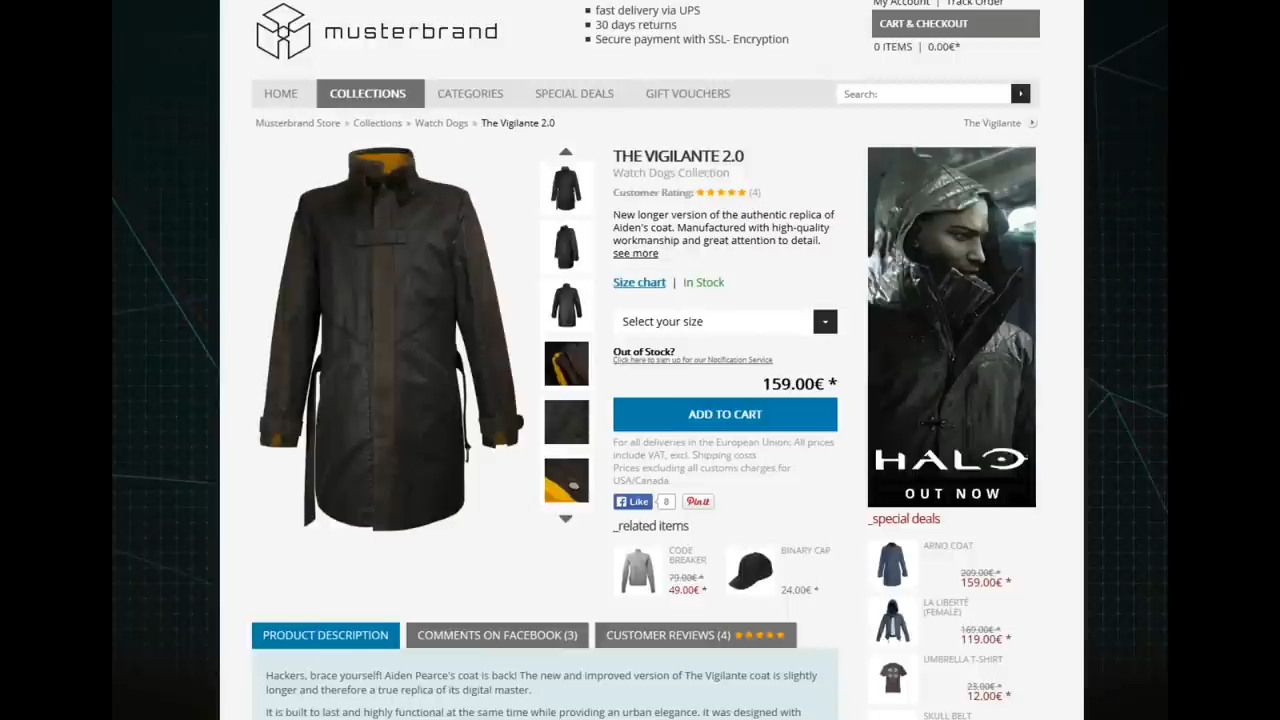 musterbrand
fast delivery via UPS
30 days returns
Secure payment with SSL- Encryption
My Account | Track Order
CART & CHECKOUT
0 ITEMS | 0.00€*
HOME
COLLECTIONS
CATEGORIES
SPECIAL DEALS
GIFT VOUCHERS
Search:
Musterbrand Store » Collections » Watch Dogs » The Vigilante 2.0
The Vigilante
THE VIGILANTE 2.0
Watch Dogs Collection
Customer Rating: ★★★★★ (4)
New longer version of the authentic replica of
Aiden's coat. Manufactured with high-quality
workmanship and great attention to detail.
see more
Size chart | In Stock
Select your size
Out of Stock?
Click here to sign up for our Notification Service
159.00€ *
ADD TO CART
For all deliveries in the European Union: All prices
include VAT, excl. Shipping costs
Prices excluding all customs charges for
USA/Canada
Like 8 Pin it
_related items
CODE
BREAKER
79.00€ *
49.00€ *
BINARY CAP
24.00€ *
HALO
OUT NOW
_special deals
ARNO COAT
209.00€ *
159.00€ *
LA LIBERTÉ
(FEMALE)
169.00€ *
119.00€ *
UMBRELLA T-SHIRT
23.00€ *
12.00€ *
SKULL BELT
PRODUCT DESCRIPTION
COMMENTS ON FACEBOOK (3)
CUSTOMER REVIEWS (4) ★★★★★
Hackers, brace yourself! Aiden Pearce's coat is back! The new and improved version of The Vigilante coat is slightly
longer and therefore a true replica of its digital master.
It is built to last and highly functional at the same time while providing an urban elegance. it was designed with